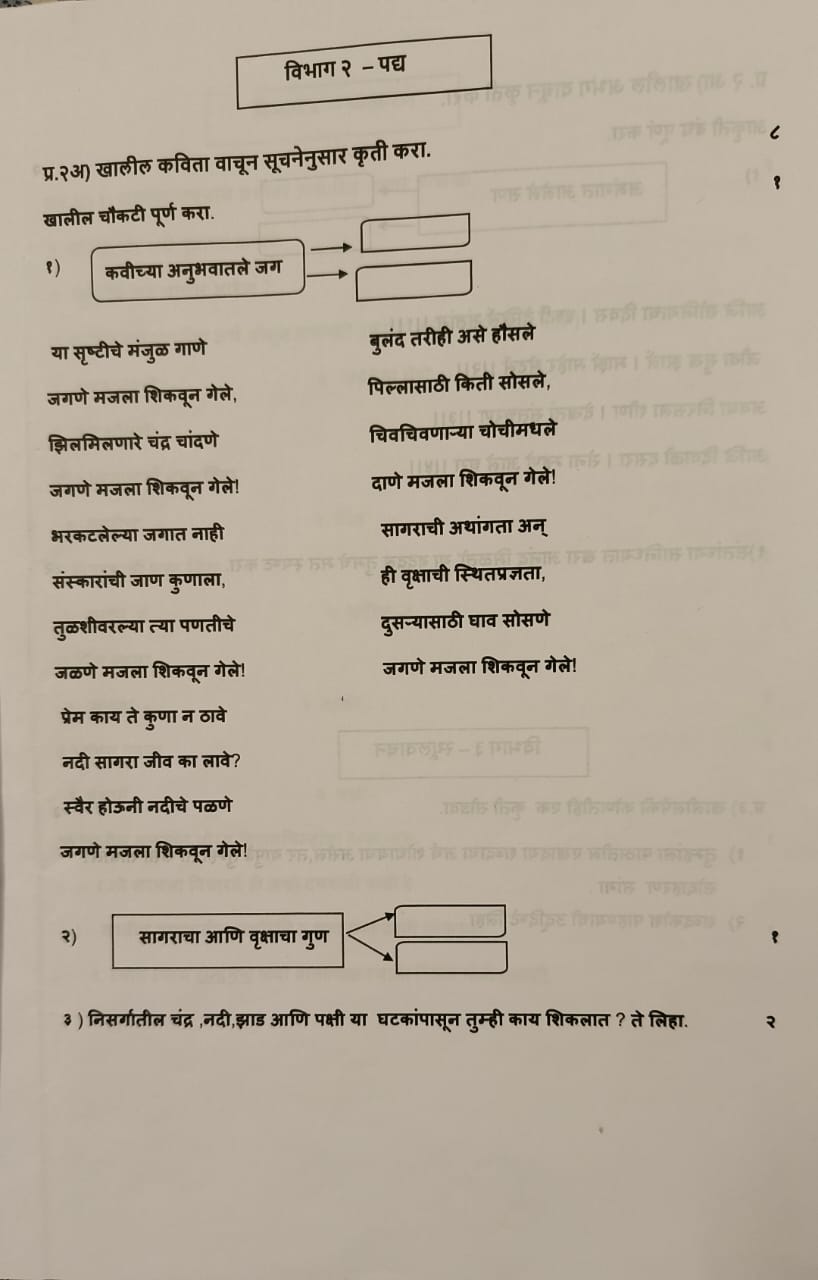 विभाग २ – पद्य
८
प्र.२अ) खालील कविता वाचून सूचनेनुसार कृती करा.
१
खालील चौकटी पूर्ण करा.
१) कवीच्या अनुभवातले जग
या सृष्टीचे मंजुळ गाणे
जगणे मजला शिकवून गेले,
झिलमिलणारे चंद्र चांदणे
जगणे मजला शिकवून गेले!
भरकटलेल्या जगात नाही
संस्कारांची जाण कुणाला,
तुळशीवरल्या त्या पणतीचे
जळणे मजला शिकवून गेले!
प्रेम काय ते कुणा न ठावे
नदी सागरा जीव का लावे?
स्वैर होऊनी नदीचे पळणे
जगणे मजला शिकवून गेले!
बुलंद तरीही असे हौसले
पिल्लासाठी किती सोसले,
चिवचिवणाऱ्या चोचीमधले
दाणे मजला शिकवून गेले!
सागराची अथांगता अन्
ही वृक्षाची स्थितप्रज्ञता,
दुसऱ्यासाठी घाव सोसणे
जगणे मजला शिकवून गेले!
२) सागराचा आणि वृक्षाचा गुण १
३ ) निसर्गातील चंद्र ,नदी,झाड आणि पक्षी या घटकांपासून तुम्ही काय शिकलात ? ते लिहा. २